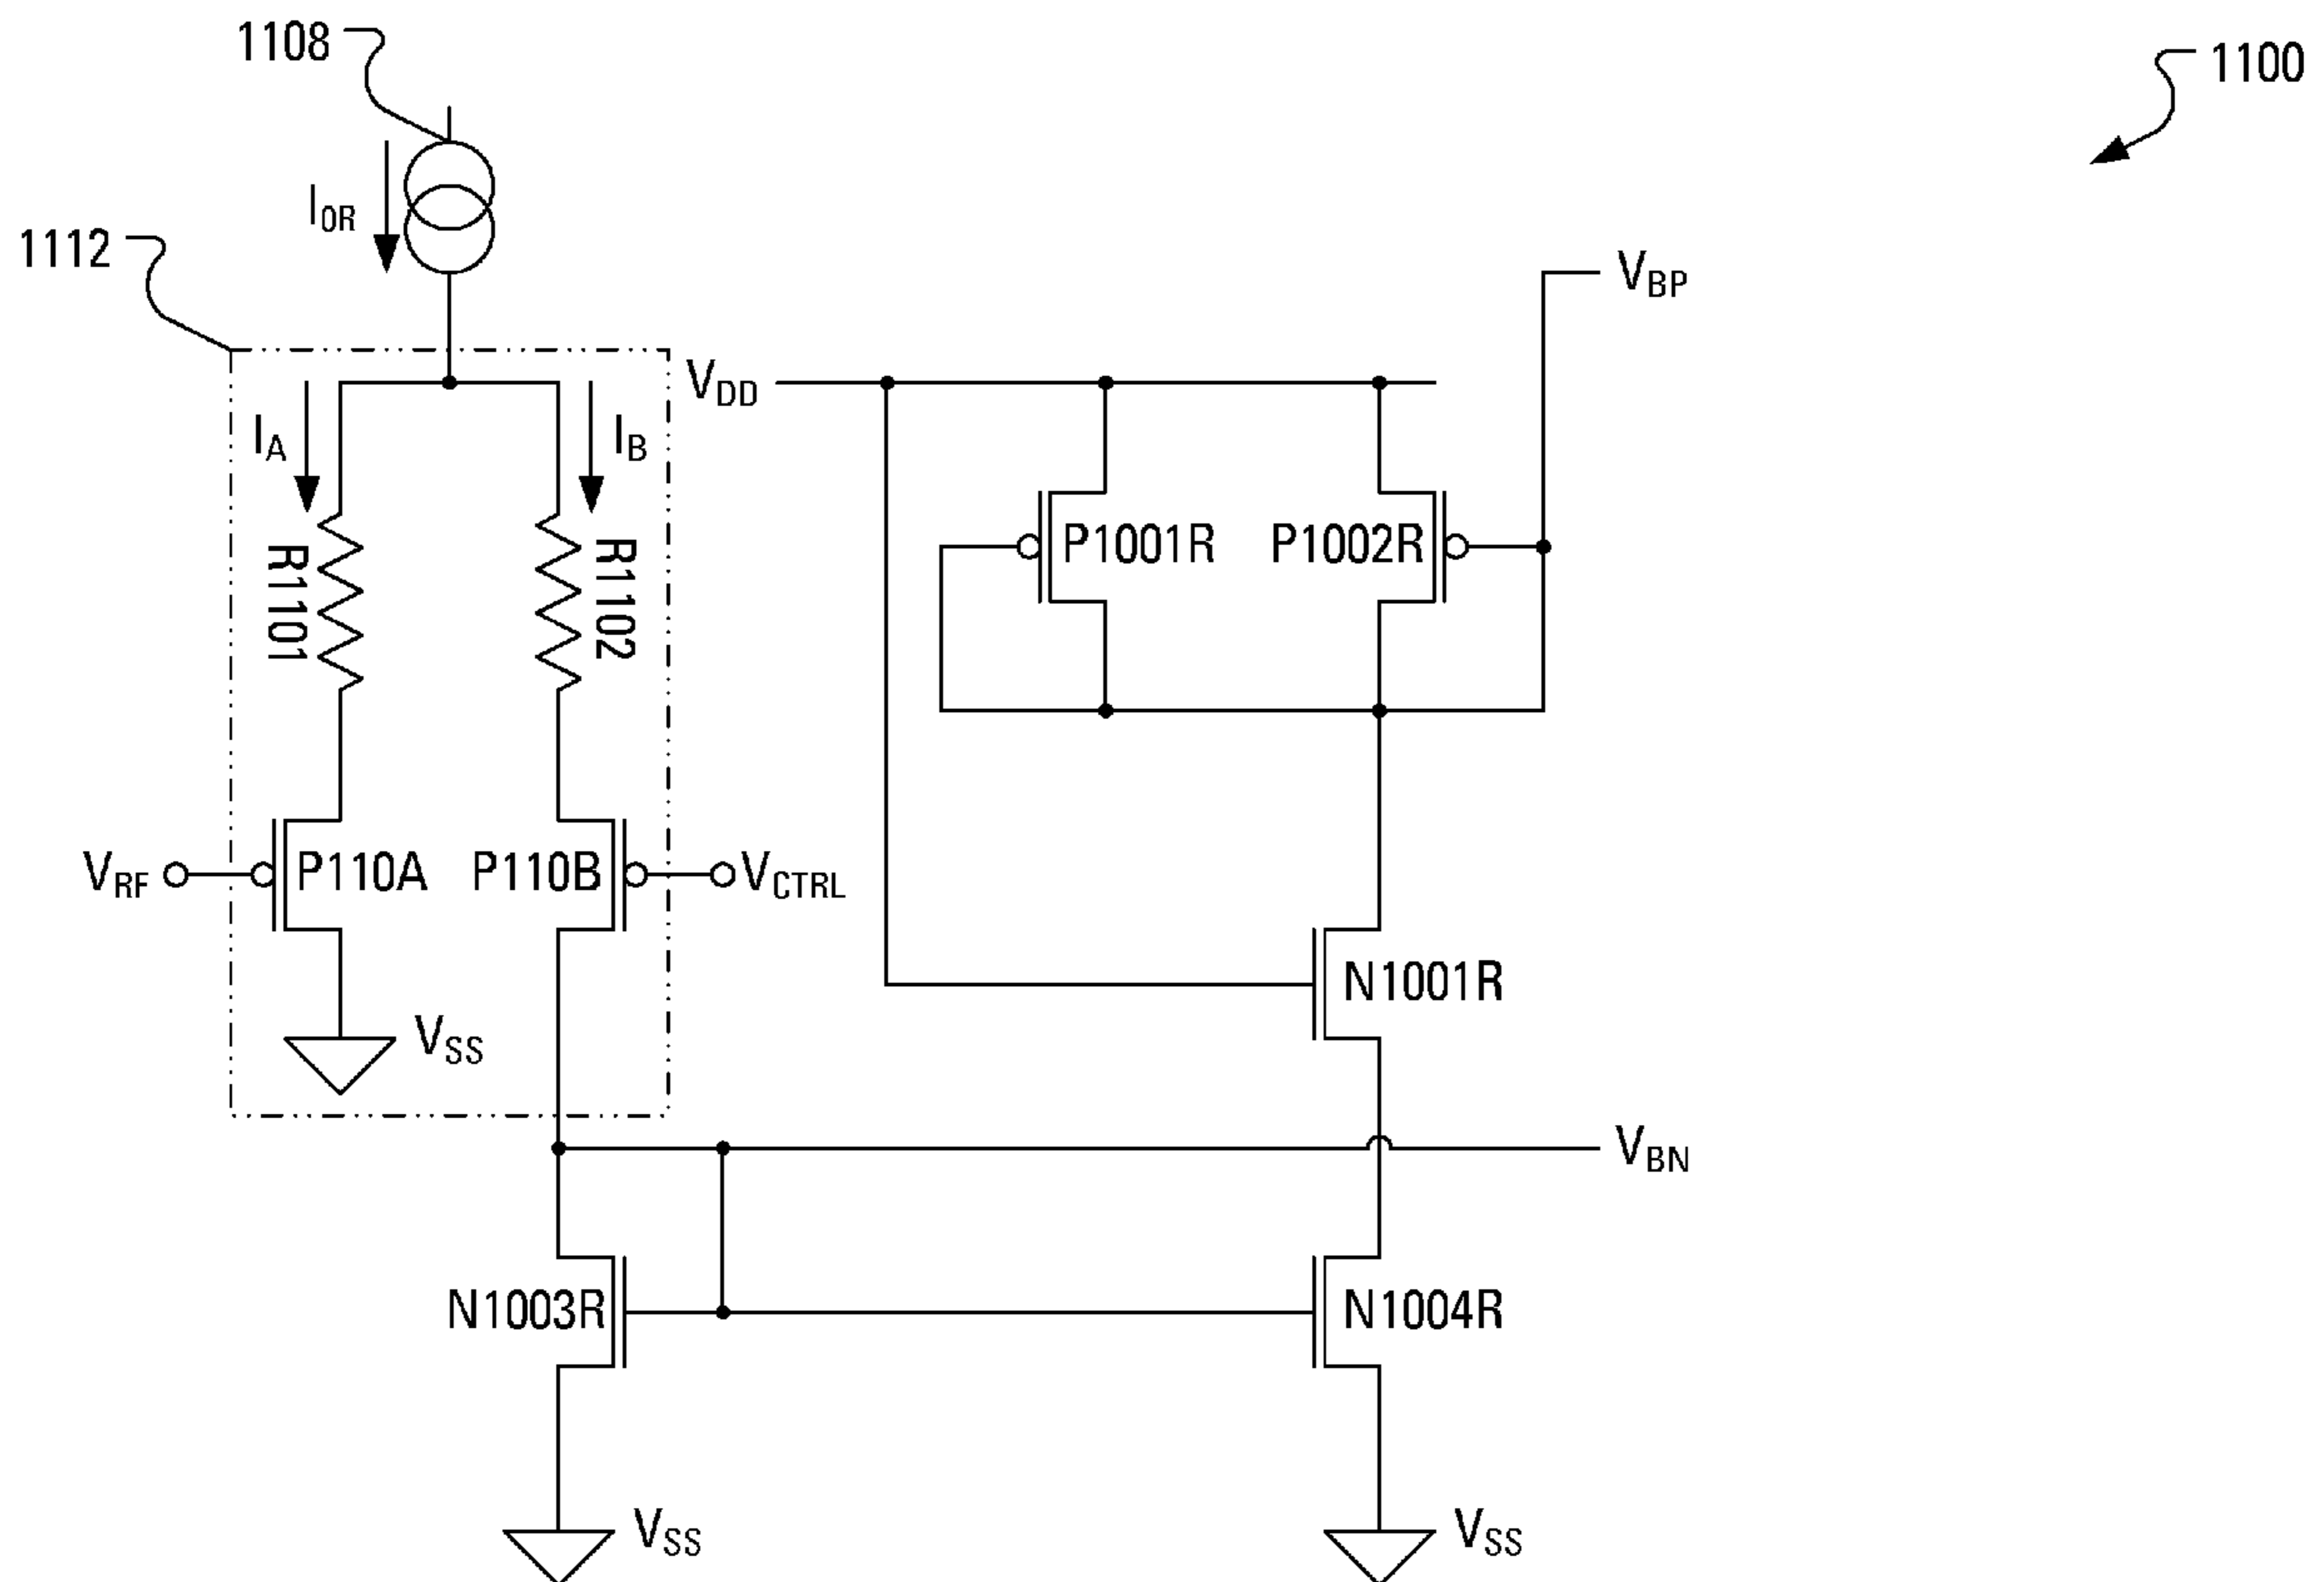 1108
1100
I0R
1112
VBP
VDD
IA
IB
R1101
R1102
P1001R
P1002R
VRF
P110A
P110B
VCTRL
N1001R
VSS
VBN
N1003R
N1004R
VSS
VSS